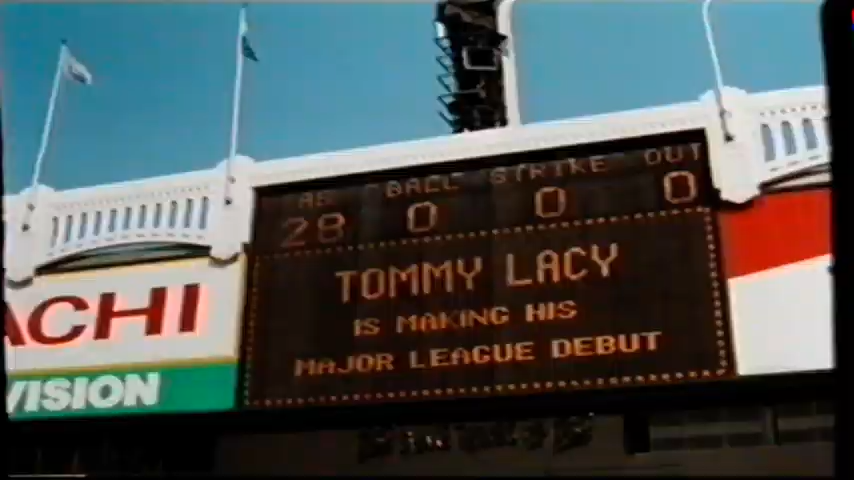 AB BALL STRIKE OUT
28 0 0 0
TOMMY LACY
IS MAKING HIS
MAJOR LEAGUE DEBUT
ACHI
VISION